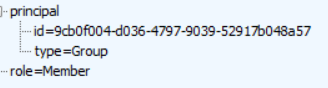 principal
id=9cb0f004-d036-4797-9039-52917b048a57
type=Group
role=Member